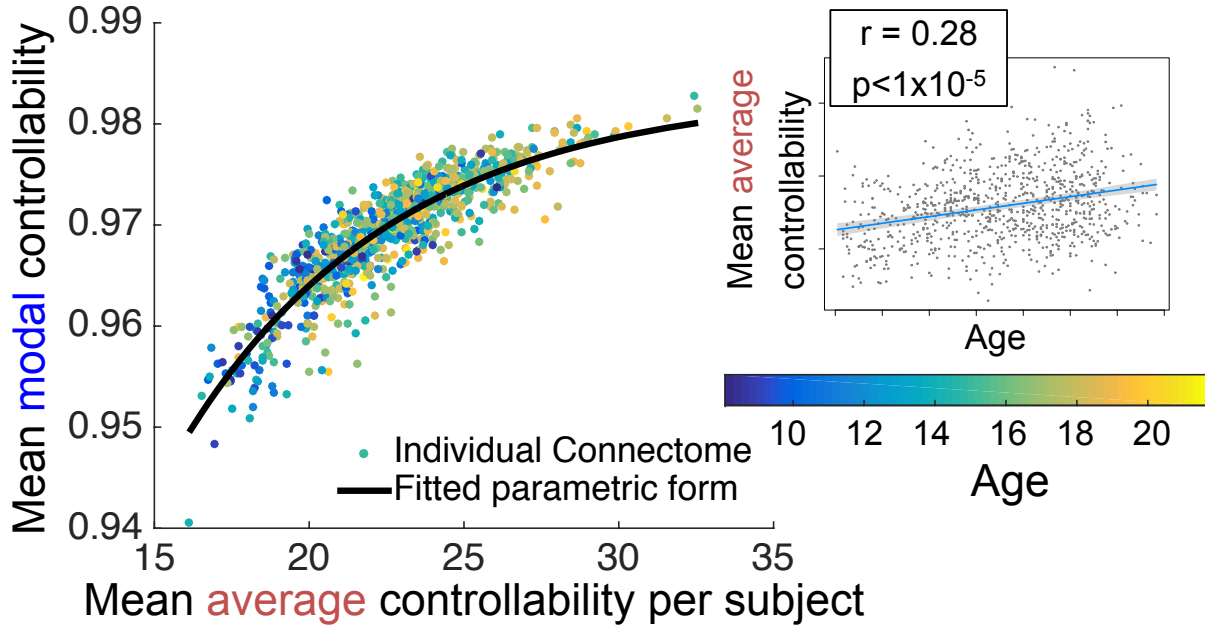 Mean modal controllability
0.99
0.98
0.97
0.96
0.95
0.94
15
20
25
30
35
Mean average controllability per subject
Individual Connectome
Fitted parametric form
r = 0.28
p<1x10-5
Mean average
controllability
Age
10
12
14
16
18
20
Age